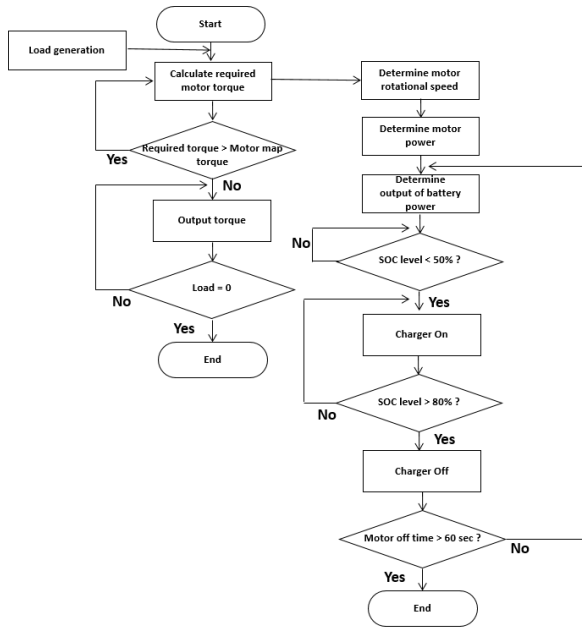 Start
Load generation
Calculate required
motor torque
Required torque > Motor map
torque
Yes
No
Output torque
Load = 0
No
Yes
End
Determine motor
rotational speed
Determine motor
power
Determine
output of battery
power
No
SOC level < 50% ?
Yes
Charger On
SOC level > 80% ?
No
Yes
Charger Off
Motor off time > 60 sec ?
No
Yes
End